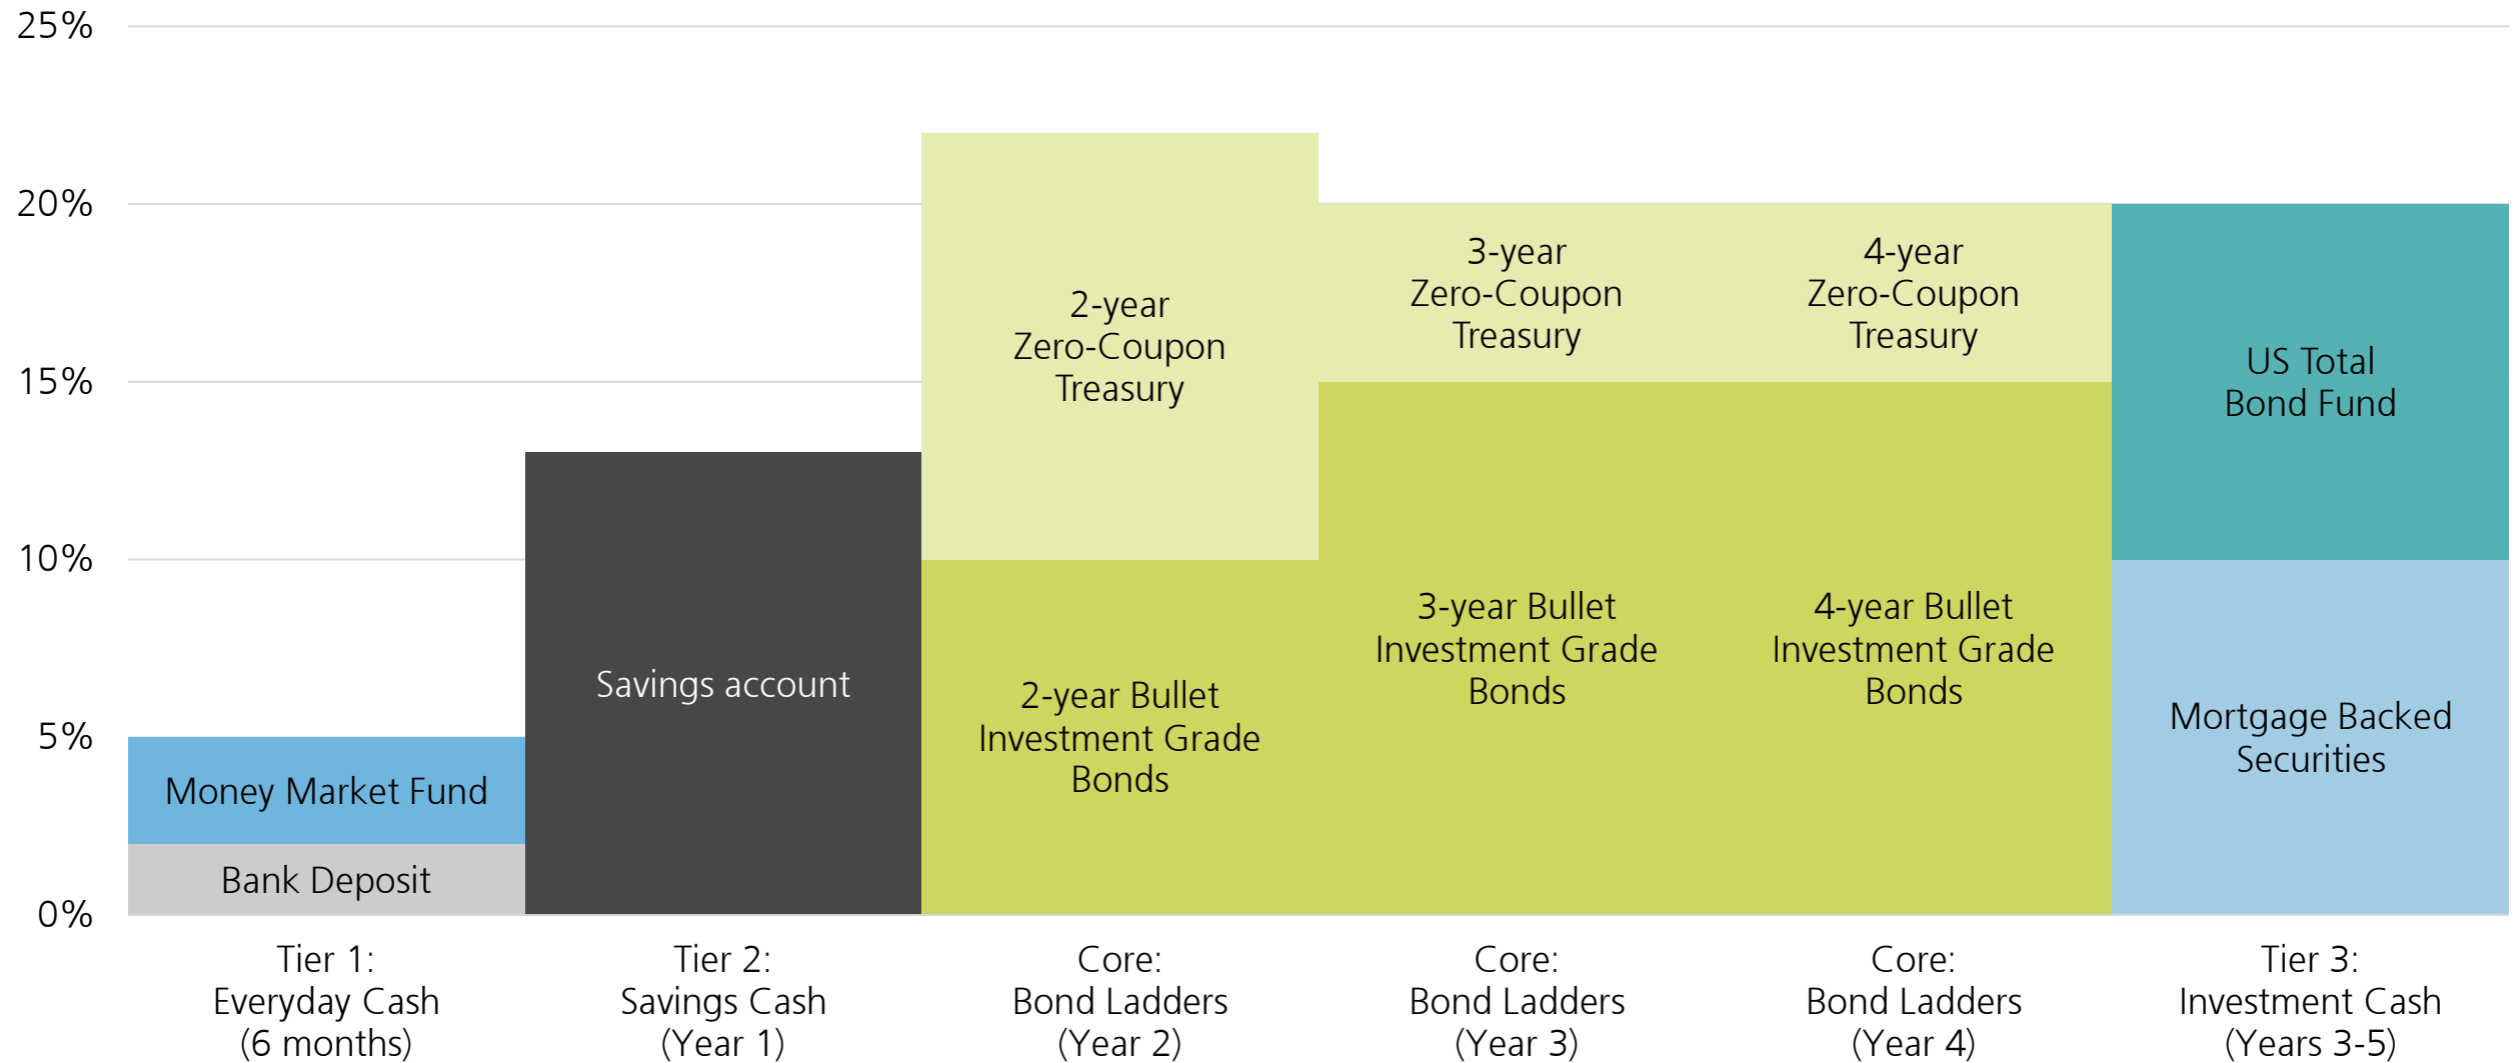 25%
20%
15%
10%
5%
0%
Money Market Fund
Bank Deposit
Savings account
2-year
Zero-Coupon
Treasury
2-year Bullet
Investment Grade
Bonds
3-year
Zero-Coupon
Treasury
3-year Bullet
Investment Grade
Bonds
4-year
Zero-Coupon
Treasury
4-year Bullet
Investment Grade
Bonds
US Total
Bond Fund
Mortgage Backed
Securities
Tier 1:
Everyday Cash
(6 months)
Tier 2:
Savings Cash
(Year 1)
Core:
Bond Ladders
(Year 2)
Core:
Bond Ladders
(Year 3)
Core:
Bond Ladders
(Year 4)
Tier 3:
Investment Cash
(Years 3-5)